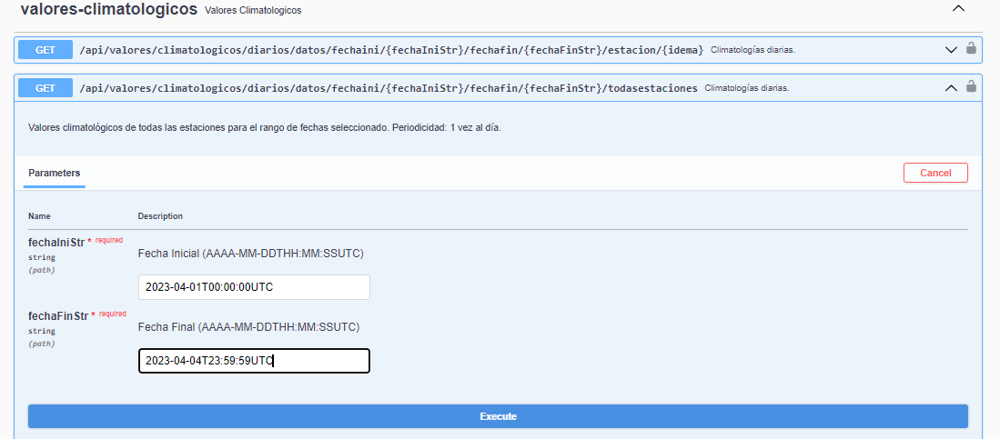 valores-climatologicos Valores Climatologicos
GET /api/valores/climatologicos/diarios/datos/fechaini/{fechaIniStr}/fechafin/{fechaFinStr}/estacion/{idema} Climatologías diarias.
GET /api/valores/climatologicos/diarios/datos/fechaini/{fechaIniStr}/fechafin/{fechaFinStr}/todasestaciones Climatologías diarias.
Valores climatológicos de todas las estaciones para el rango de fechas seleccionado. Periodicidad: 1 vez al día.
Parameters Cancel
Name Description
fechaIniStr * required
string
(path)
Fecha Inicial (AAAA-MM-DDTHH:MM:SSUTC)
2023-04-01T00:00:00UTC
fechaFinStr * required
string
(path)
Fecha Final (AAAA-MM-DDTHH:MM:SSUTC)
2023-04-04T23:59:59UTC
Execute